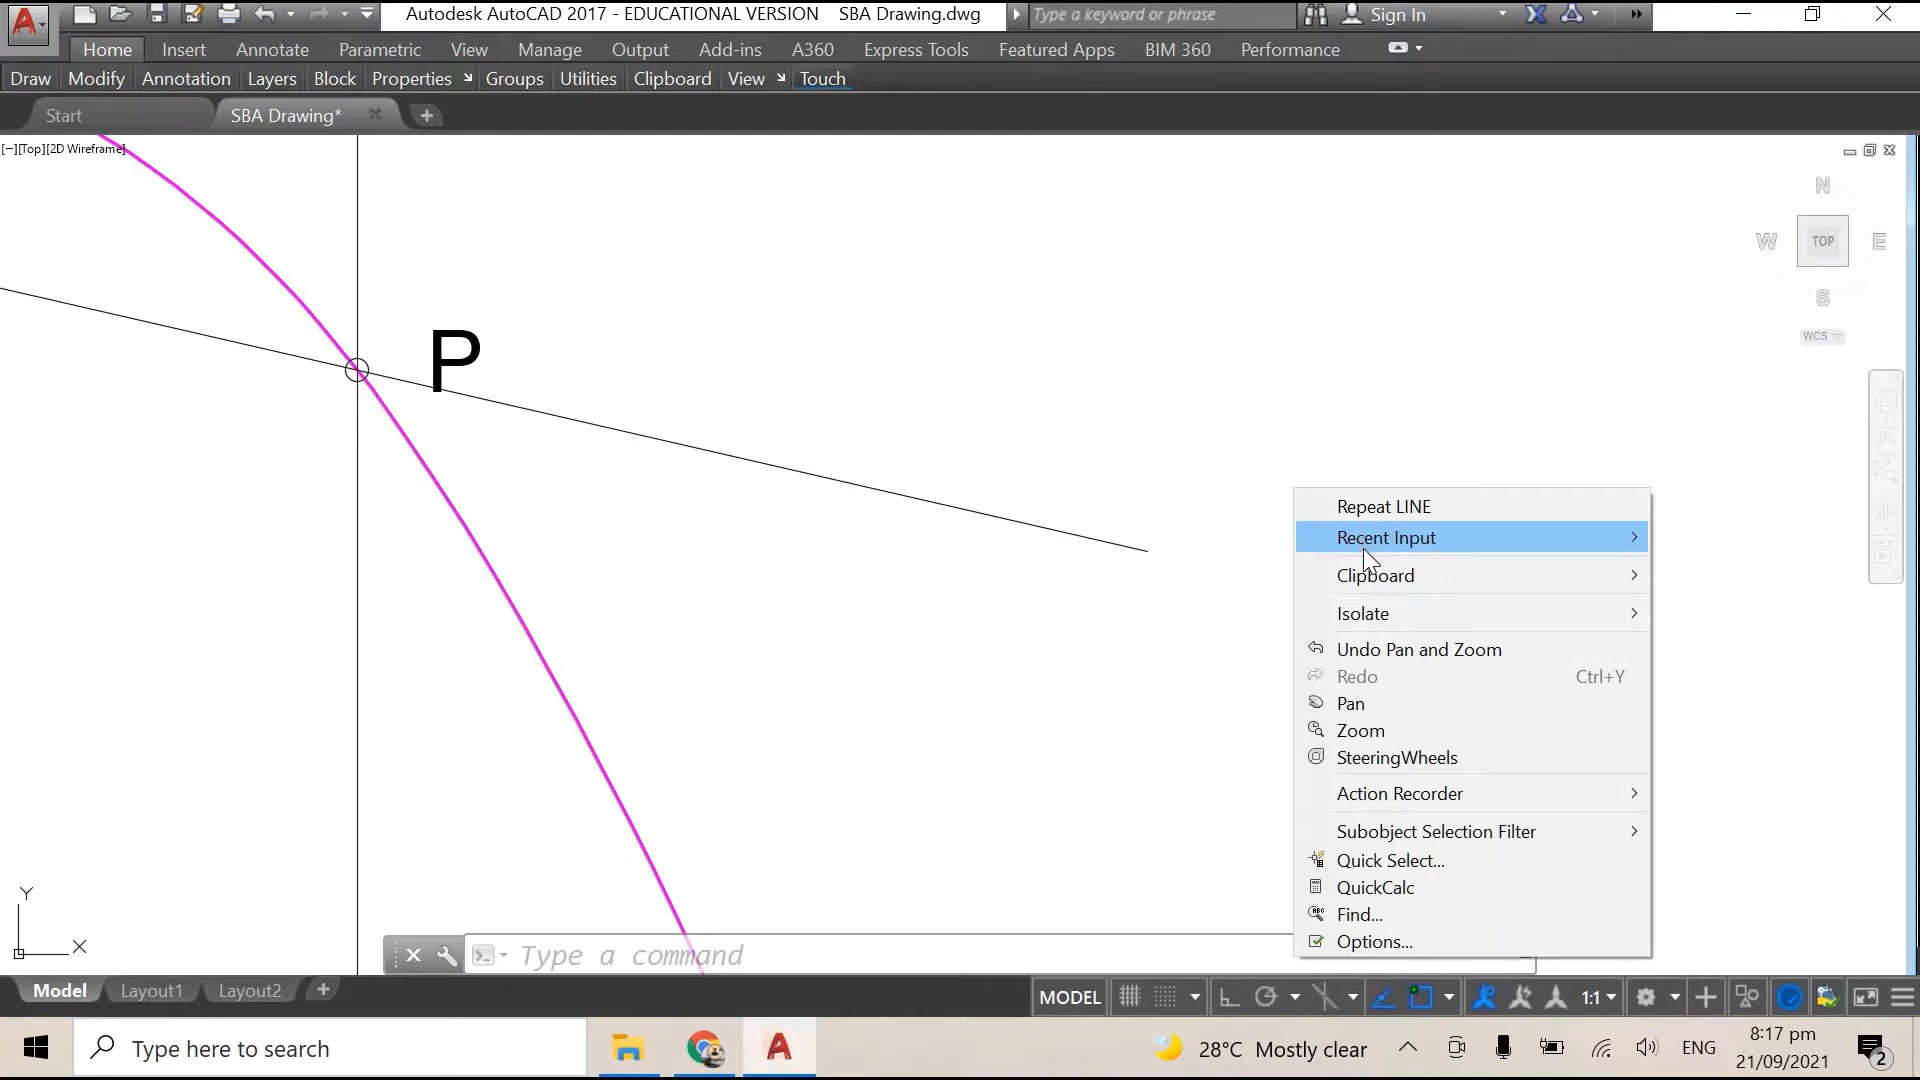 Autodesk AutoCAD 2017 - EDUCATIONAL VERSION SBA Drawing.dwg
Type a keyword or phrase
Sign In
Home Insert Annotate Parametric View Manage Output Add-ins A360 Express Tools Featured Apps BIM 360 Performance
Draw Modify Annotation Layers Block Properties Groups Utilities Clipboard View Touch
Start
SBA Drawing*
[−][Top][2D Wireframe]
N
W
TOP
E
S
WCS
P
Repeat LINE
Recent Input
Clipboard
Isolate
Undo Pan and Zoom
Redo Ctrl+Y
Pan
Zoom
SteeringWheels
Action Recorder
Subobject Selection Filter
Quick Select...
QuickCalc
Find...
Options...
Y
X
Type a command
Model Layout1 Layout2
MODEL
1:1
Type here to search
28°C Mostly clear
ENG
8:17 pm
21/09/2021
2